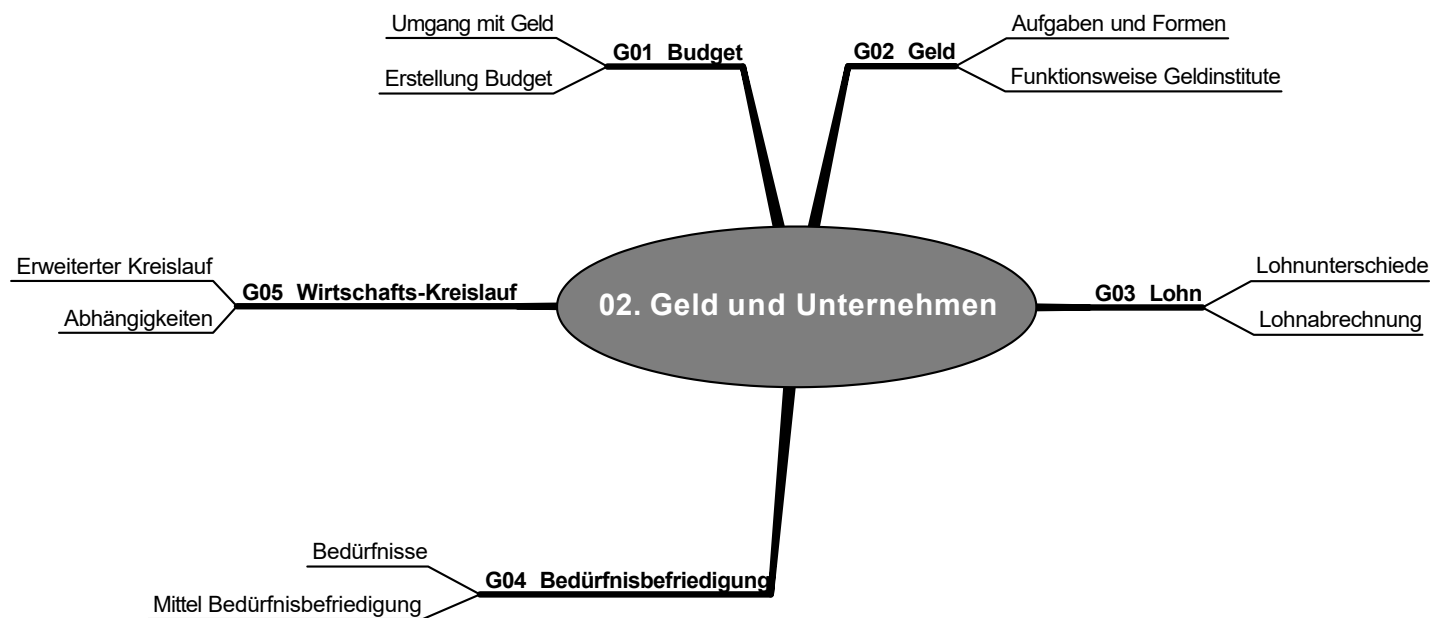 Umgang mit Geld
G01  Budget
Erstellung Budget
Aufgaben und Formen
G02  Geld
Funktionsweise Geldinstitute
Erweiterter Kreislauf
G05  Wirtschafts-Kreislauf
Abhängigkeiten
02. Geld und Unternehmen
Lohnunterschiede
G03  Lohn
Lohnabrechnung
Bedürfnisse
G04  Bedürfnisbefriedigung
Mittel Bedürfnisbefriedigung